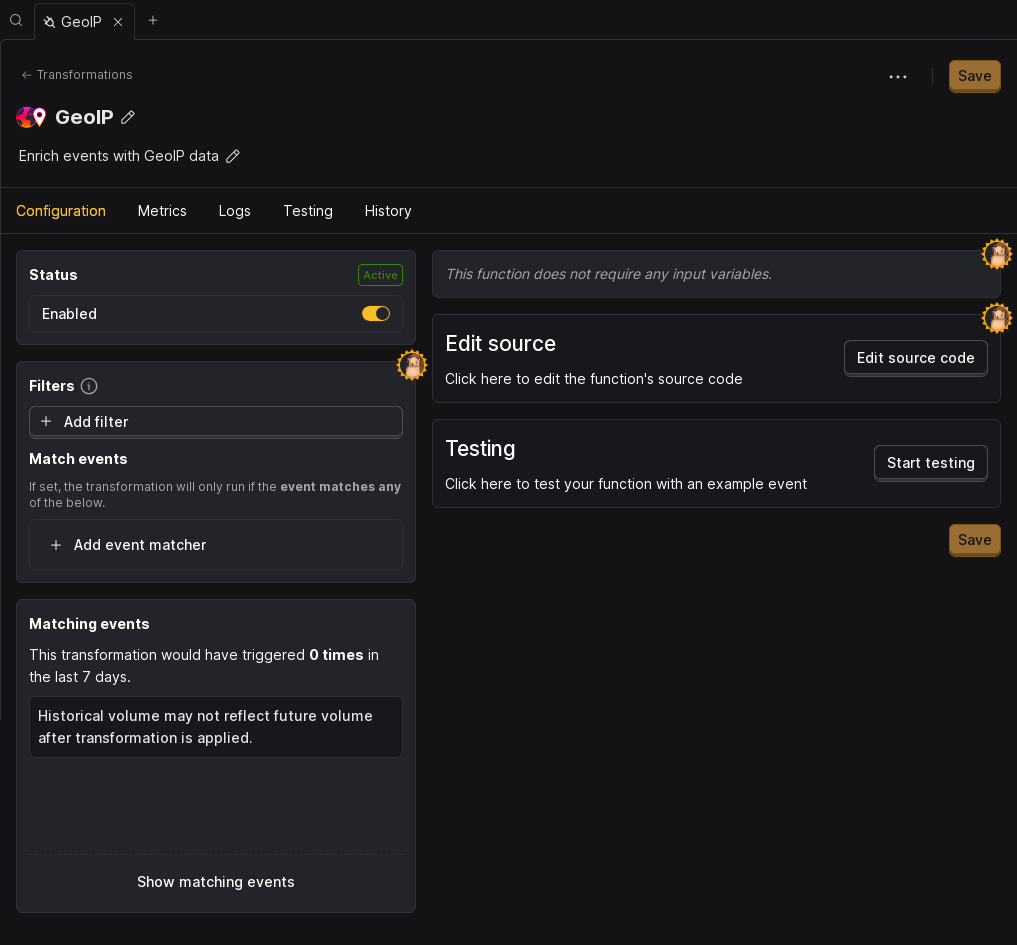 GeoIP
Transformations
Save
GeoIP
Enrich events with GeoIP data
Configuration
Metrics
Logs
Testing
History
Status
Active
Enabled
Filters
Add filter
Match events
If set, the transformation will only run if the event matches any
of the below.
Add event matcher
Matching events
This transformation would have triggered 0 times in
the last 7 days.
Historical volume may not reflect future volume
after transformation is applied.
Show matching events
This function does not require any input variables.
Edit source
Click here to edit the function's source code
Edit source code
Testing
Click here to test your function with an example event
Start testing
Save